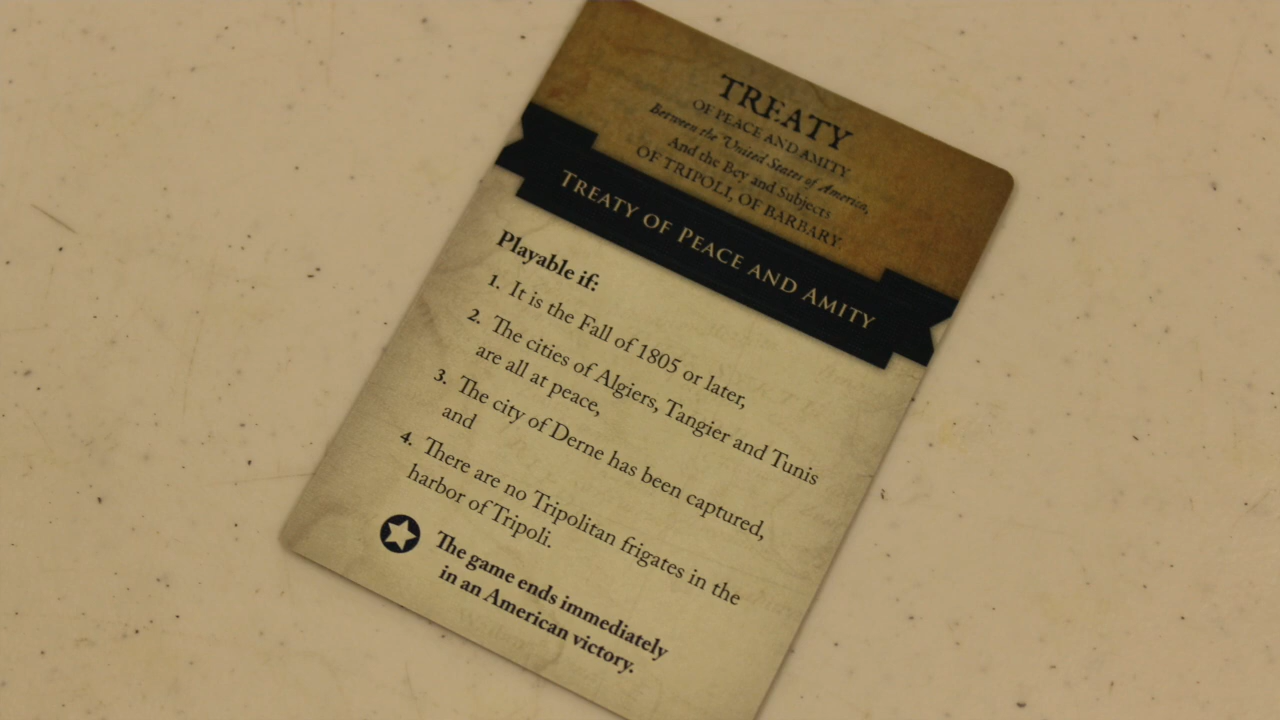 TREATY
OF PEACE AND AMITY
Between the United States of America,
And the Bey and Subjects
OF TRIPOLI, OF BARBARY.
TREATY OF PEACE AND AMITY
Playable if:
1. It is the Fall of 1805 or later,
2. The cities of Algiers, Tangier and Tunis
are all at peace,
3. The city of Derne has been captured,
and
4. There are no Tripolitan frigates in the
harbor of Tripoli.
The game ends immediately
in an American victory.